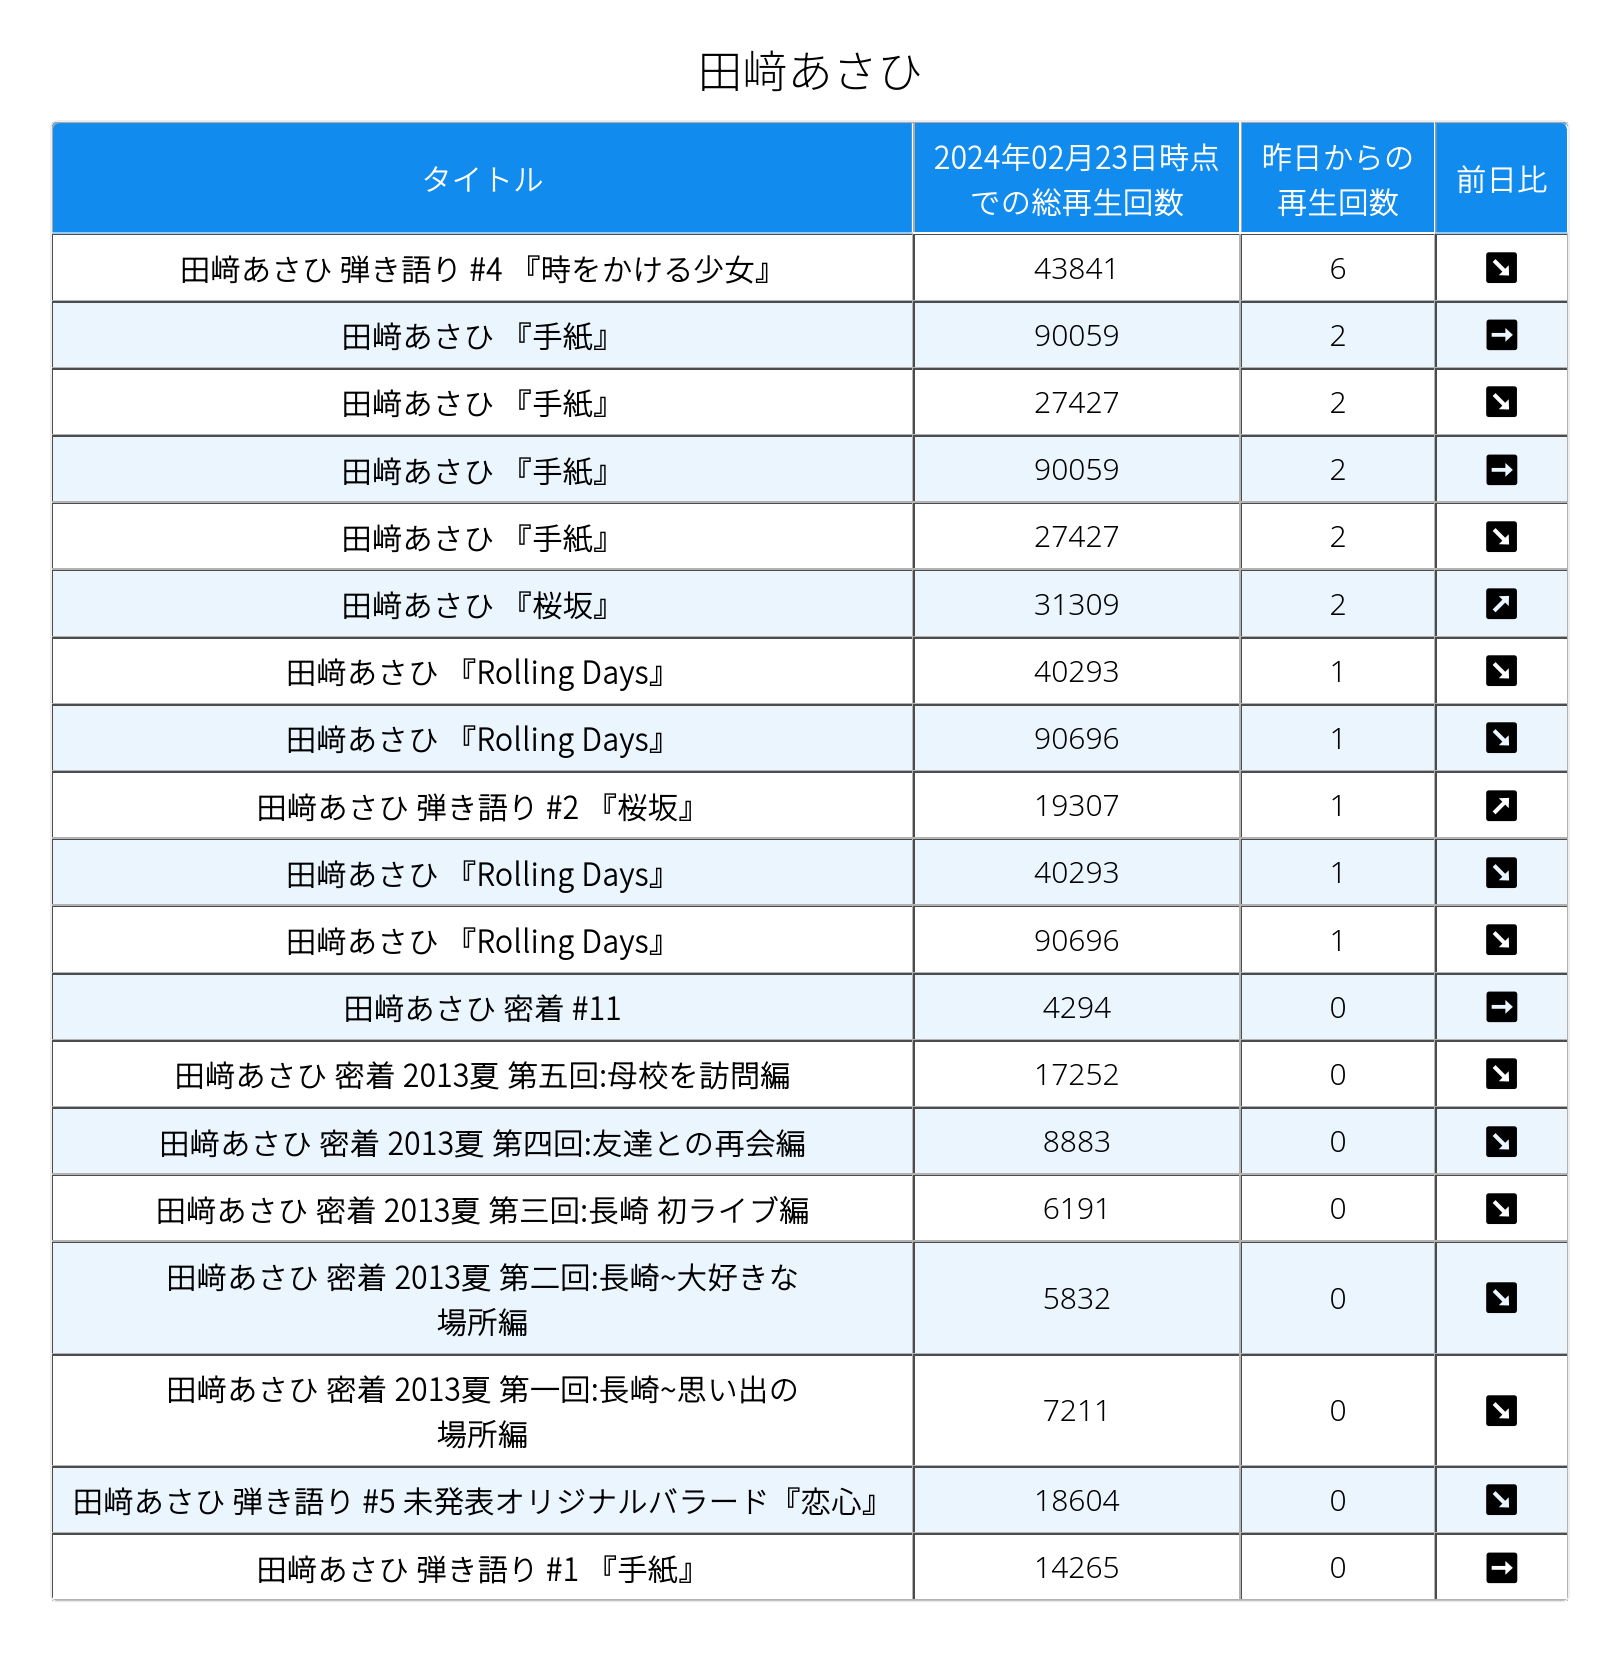 田﨑あさひ
タイトル
2024年02月23日時点
での総再生回数
昨日からの
再生回数
前日比
田﨑あさひ 弾き語り #4 『時をかける少女』 43841 6 ↘
田﨑あさひ 『手紙』 90059 2 ➡
田﨑あさひ 『手紙』 27427 2 ↘
田﨑あさひ 『手紙』 90059 2 ➡
田﨑あさひ 『手紙』 27427 2 ↘
田﨑あさひ 『桜坂』 31309 2 ↗
田﨑あさひ 『Rolling Days』 40293 1 ↘
田﨑あさひ 『Rolling Days』 90696 1 ↘
田﨑あさひ 弾き語り #2 『桜坂』 19307 1 ↗
田﨑あさひ 『Rolling Days』 40293 1 ↘
田﨑あさひ 『Rolling Days』 90696 1 ↘
田﨑あさひ 密着 #11 4294 0 ➡
田﨑あさひ 密着 2013夏 第五回:母校を訪問編 17252 0 ↘
田﨑あさひ 密着 2013夏 第四回:友達との再会編 8883 0 ↘
田﨑あさひ 密着 2013夏 第三回:長崎 初ライブ編 6191 0 ↘
田﨑あさひ 密着 2013夏 第二回:長崎~大好きな
場所編 5832 0 ↘
田﨑あさひ 密着 2013夏 第一回:長崎~思い出の
場所編 7211 0 ↘
田﨑あさひ 弾き語り #5 未発表オリジナルバラード『恋心』 18604 0 ↘
田﨑あさひ 弾き語り #1 『手紙』 14265 0 ➡